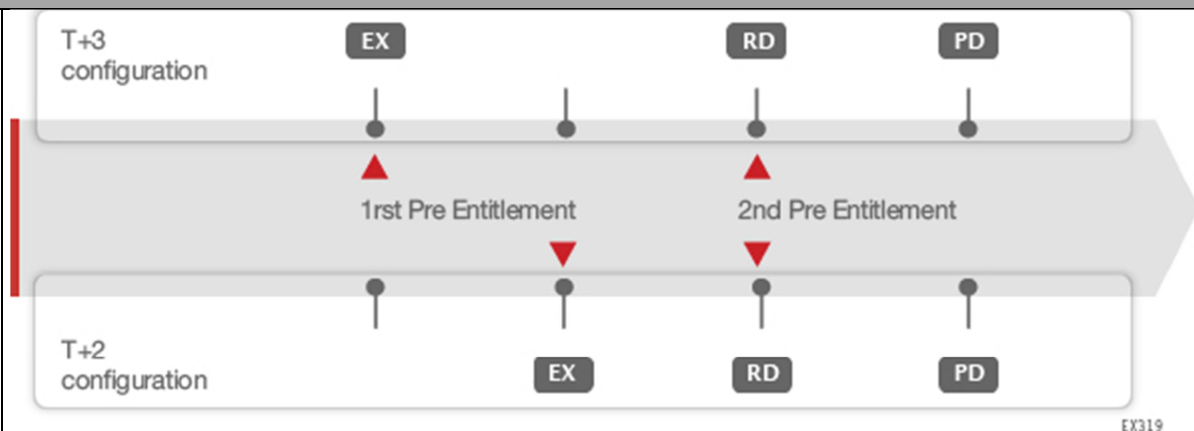 T+3
configuration
EX
RD
PD
1rst Pre Entitlement
2nd Pre Entitlement
T+2
configuration
EX
RD
PD
EX319